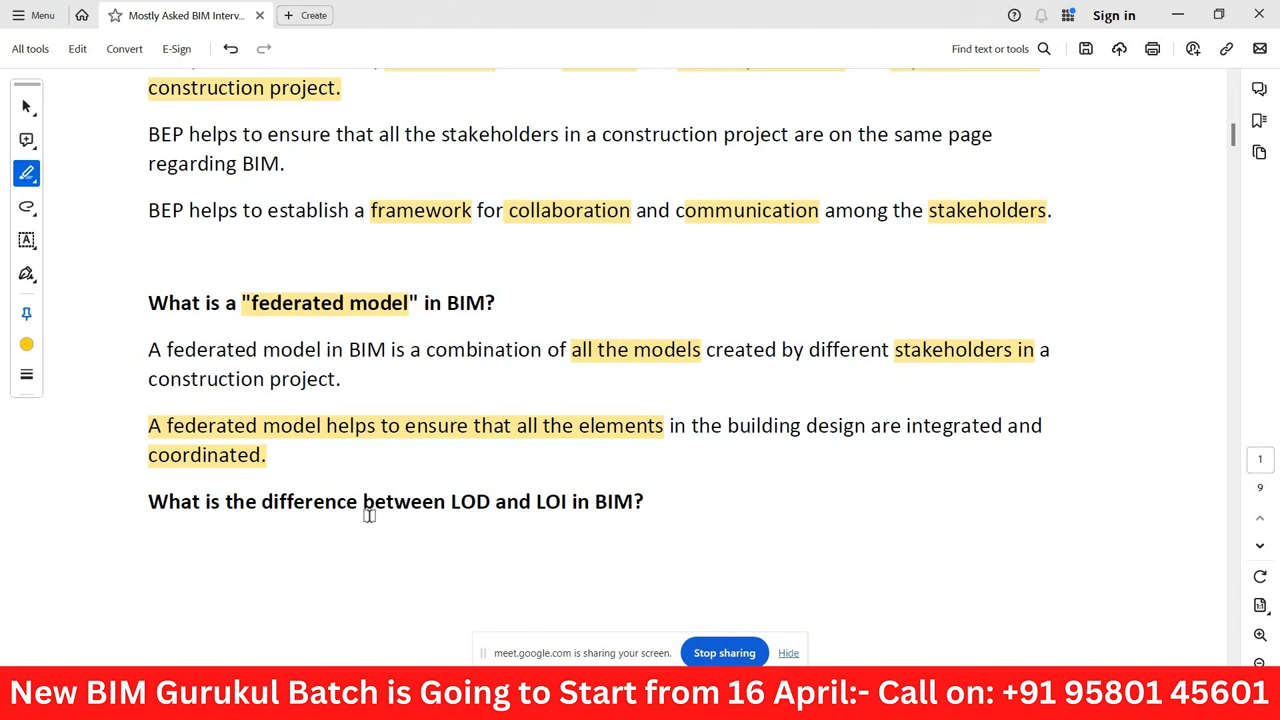 Menu
Mostly Asked BIM Interv...
Create
Sign in
All tools
Edit
Convert
E-Sign
Find text or tools
construction project.
BEP helps to ensure that all the stakeholders in a construction project are on the same page
regarding BIM.
BEP helps to establish a framework for collaboration and communication among the stakeholders.
What is a "federated model" in BIM?
A federated model in BIM is a combination of all the models created by different stakeholders in a
construction project.
A federated model helps to ensure that all the elements in the building design are integrated and
coordinated.
What is the difference between LOD and LOI in BIM?
1
9
meet.google.com is sharing your screen.
Stop sharing
Hide
New BIM Gurukul Batch is Going to Start from 16 April:- Call on: +91 95801 45601